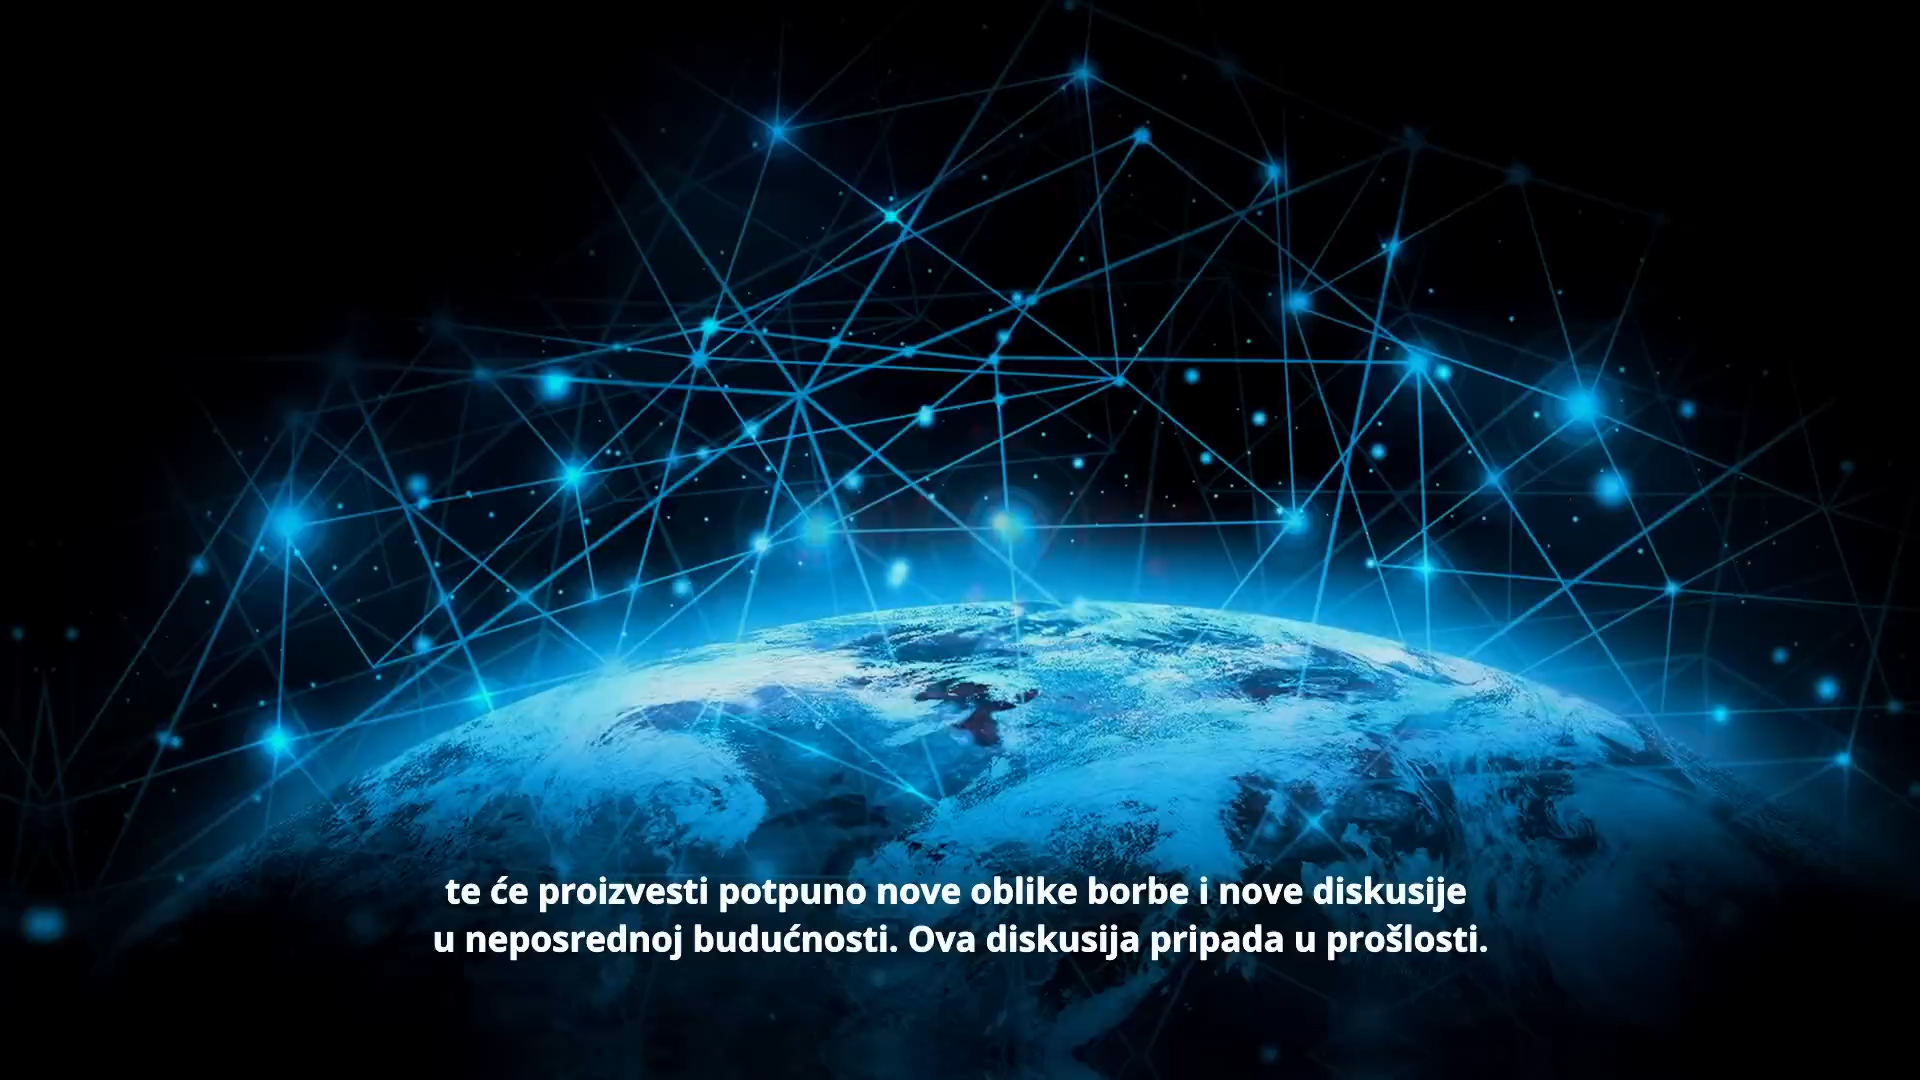 te će proizvesti potpuno nove oblike borbe i nove diskusije
u neposrednoj budućnosti. Ova diskusija pripada u prošlosti.